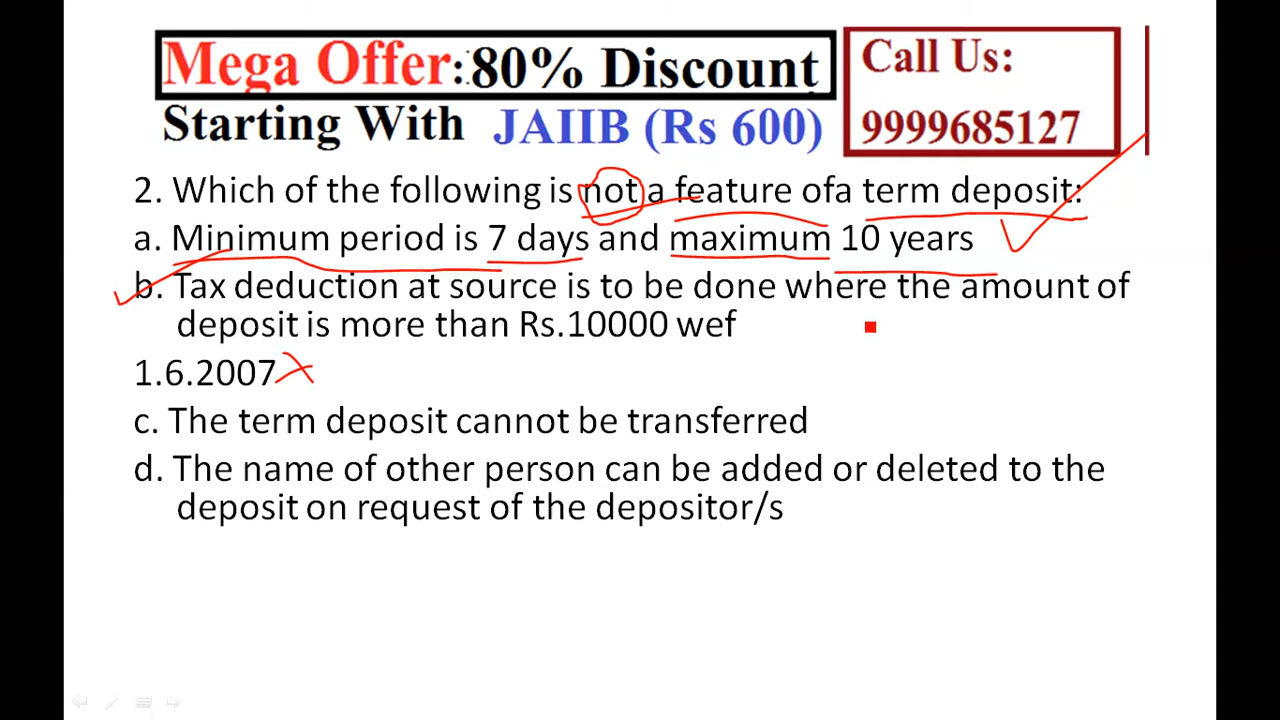 Mega Offer: 80% Discount
Call Us:
Starting With JAIIB (Rs 600)
9999685127
2. Which of the following is not a feature ofa term deposit:
a. Minimum period is 7 days and maximum 10 years
b. Tax deduction at source is to be done where the amount of
deposit is more than Rs.10000 wef
1.6.2007
c. The term deposit cannot be transferred
d. The name of other person can be added or deleted to the
deposit on request of the depositor/s